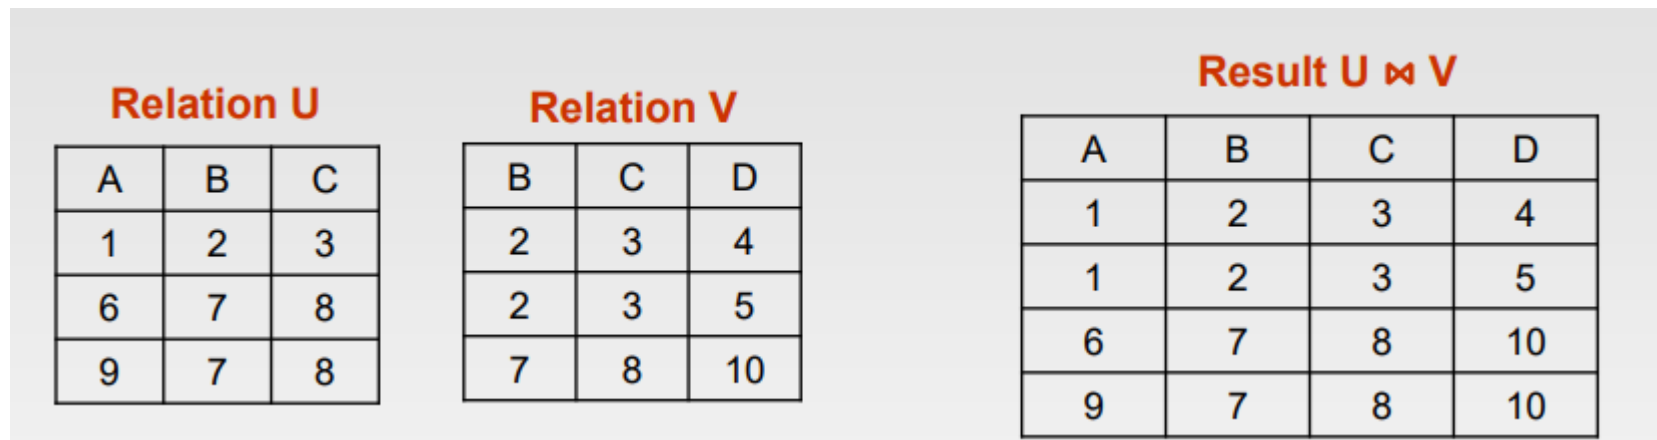 Relation U
A B C
1 2 3
6 7 8
9 7 8
Relation V
B C D
2 3 4
2 3 5
7 8 10
Result U ⋈ V
A B C D
1 2 3 4
1 2 3 5
6 7 8 10
9 7 8 10